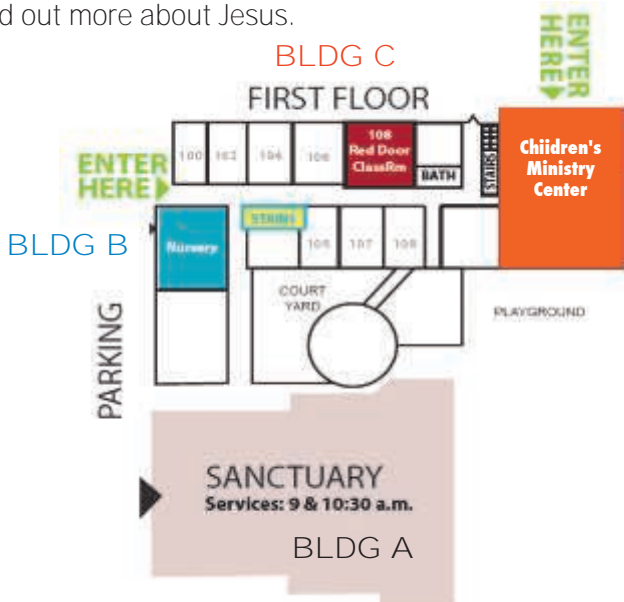 d out more about Jesus.
BLDG C
FIRST FLOOR
ENTER
HERE
ENTER
HERE
100
102
104
106
108
Red Door
ClassRm
BATH
STAIRS
Children's
Ministry
Center
BLDG B
Nursery
STAIRS
105
107
COURT
YARD
PLAYGROUND
PARKING
SANCTUARY
Services: 9 & 10:30 a.m.
BLDG A